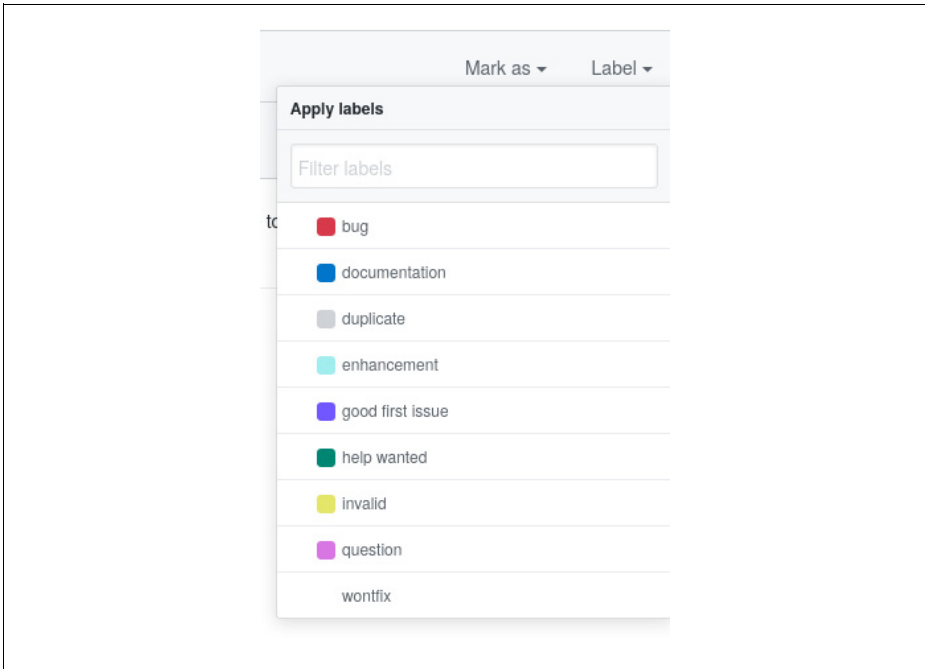 Mark as Label
Apply labels
Filter labels
to
bug
documentation
duplicate
enhancement
good first issue
help wanted
invalid
question
wontfix